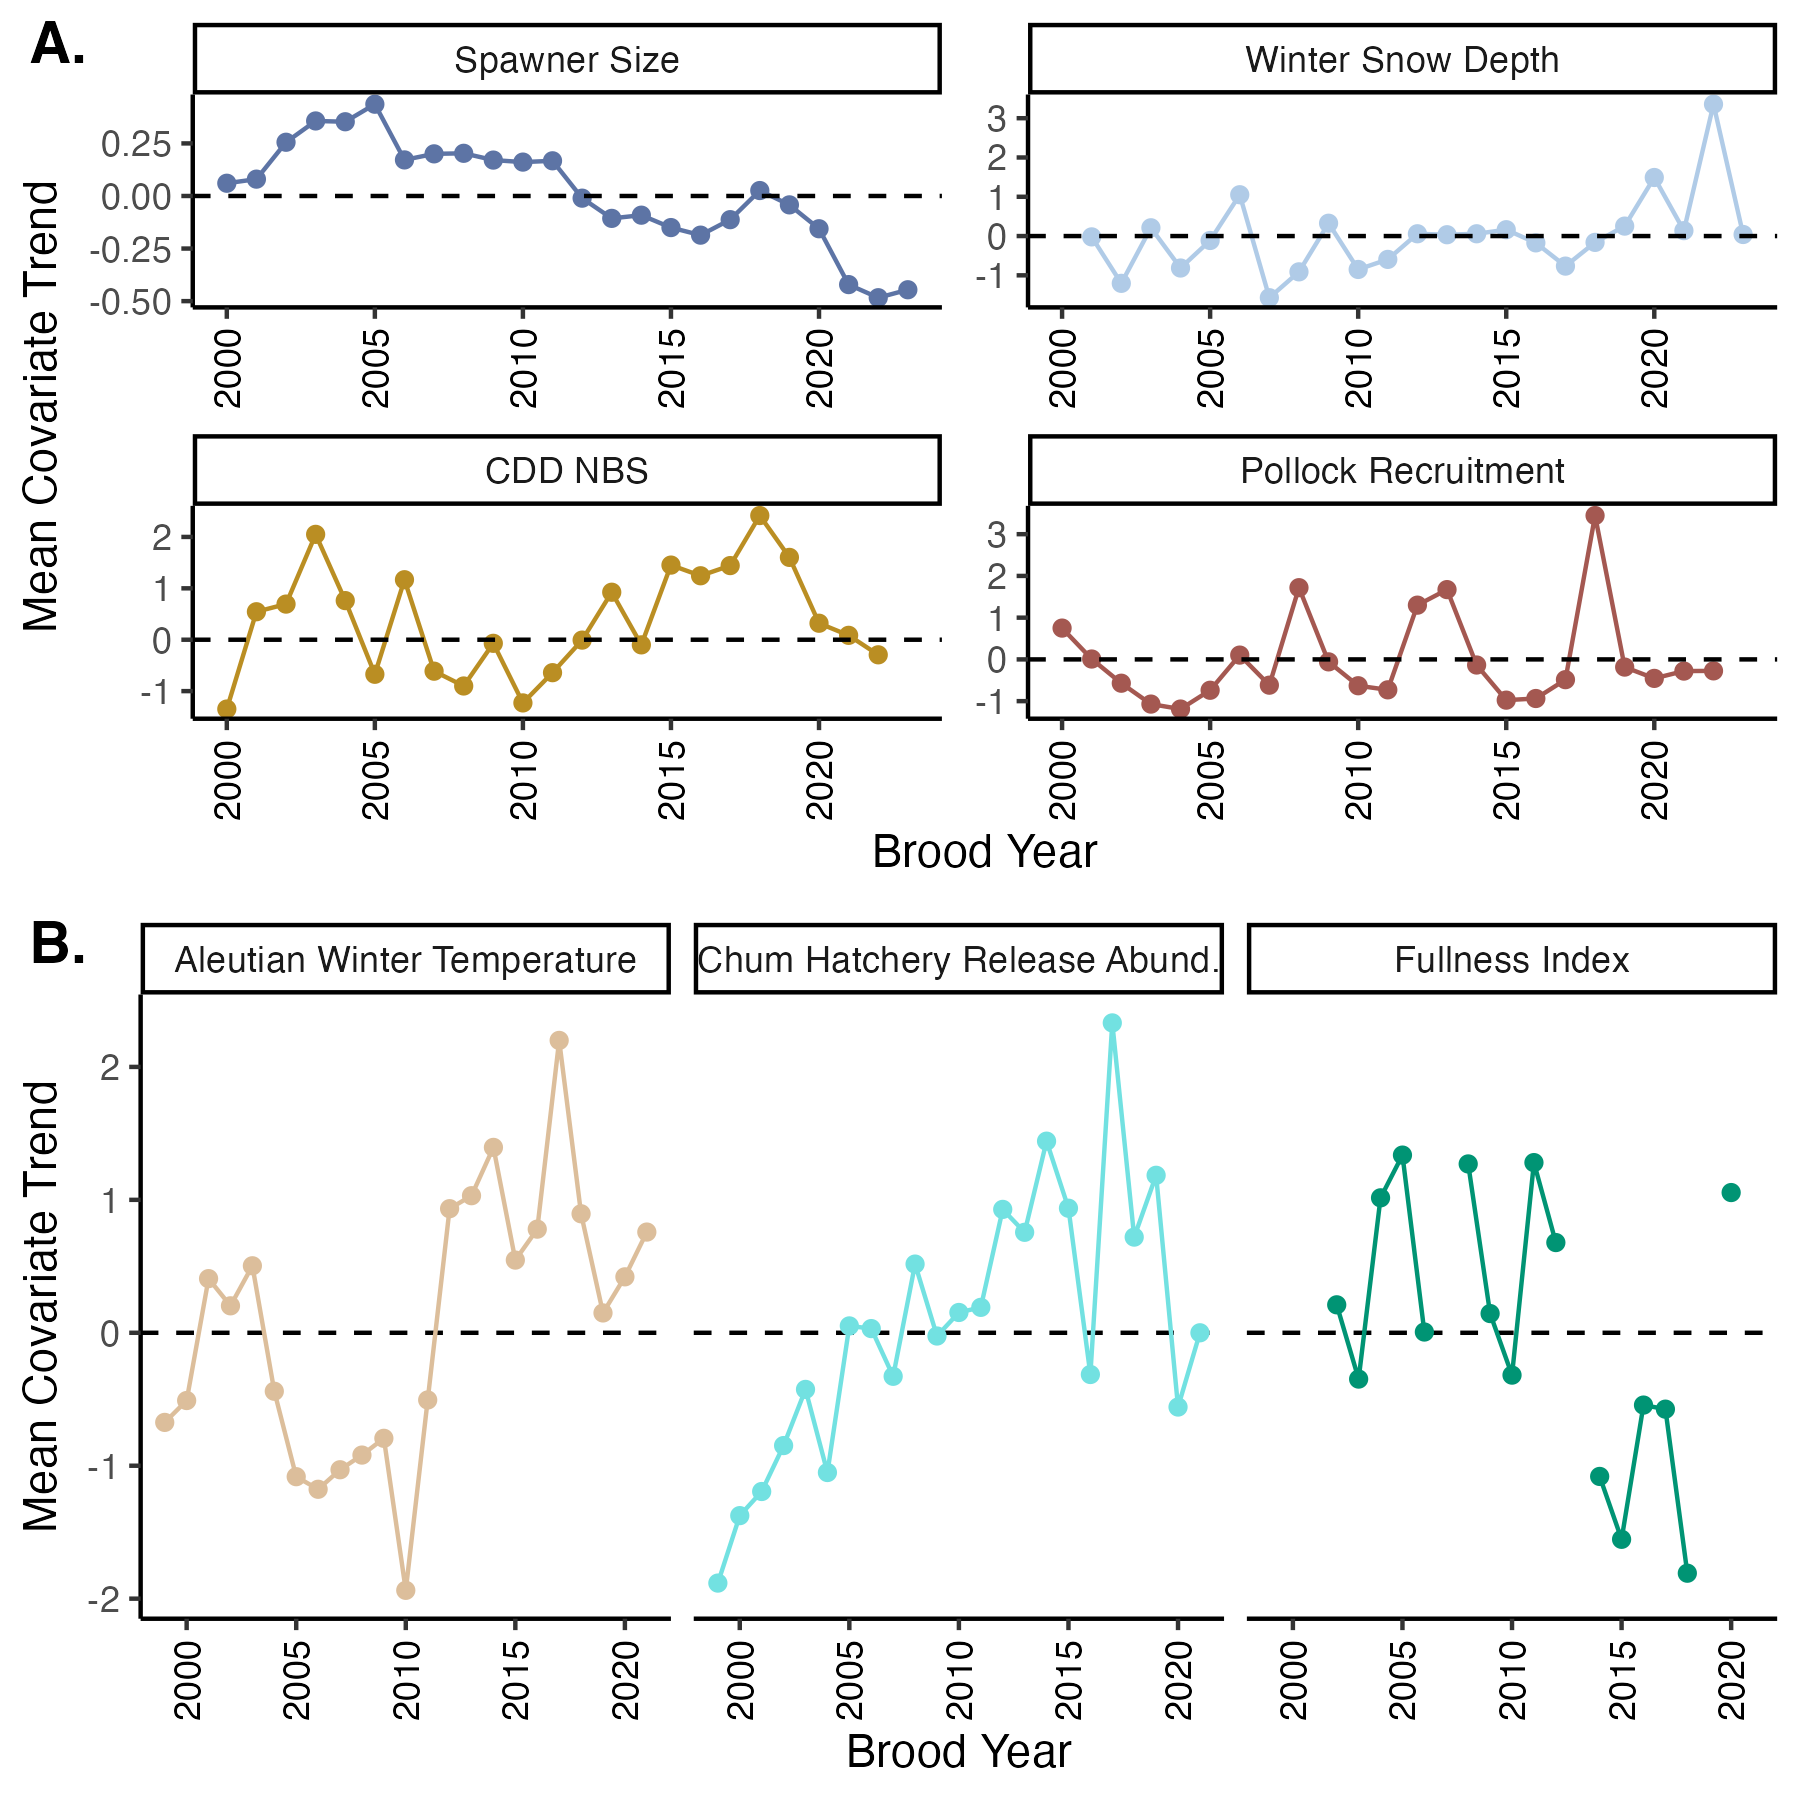 A.
Spawner Size
Winter Snow Depth
Mean Covariate Trend
0.25
0.00
-0.25
-0.50
2000 2005 2010 2015 2020
3
2
1
0
-1
2000 2005 2010 2015 2020
CDD NBS
Pollock Recruitment
2
1
0
-1
2000 2005 2010 2015 2020
3
2
1
0
-1
2000 2005 2010 2015 2020
Brood Year
B.
Aleutian Winter Temperature
Chum Hatchery Release Abund.
Fullness Index
Mean Covariate Trend
2
1
0
-1
-2
2000 2005 2010 2015 2020
2000 2005 2010 2015 2020
2000 2005 2010 2015 2020
Brood Year